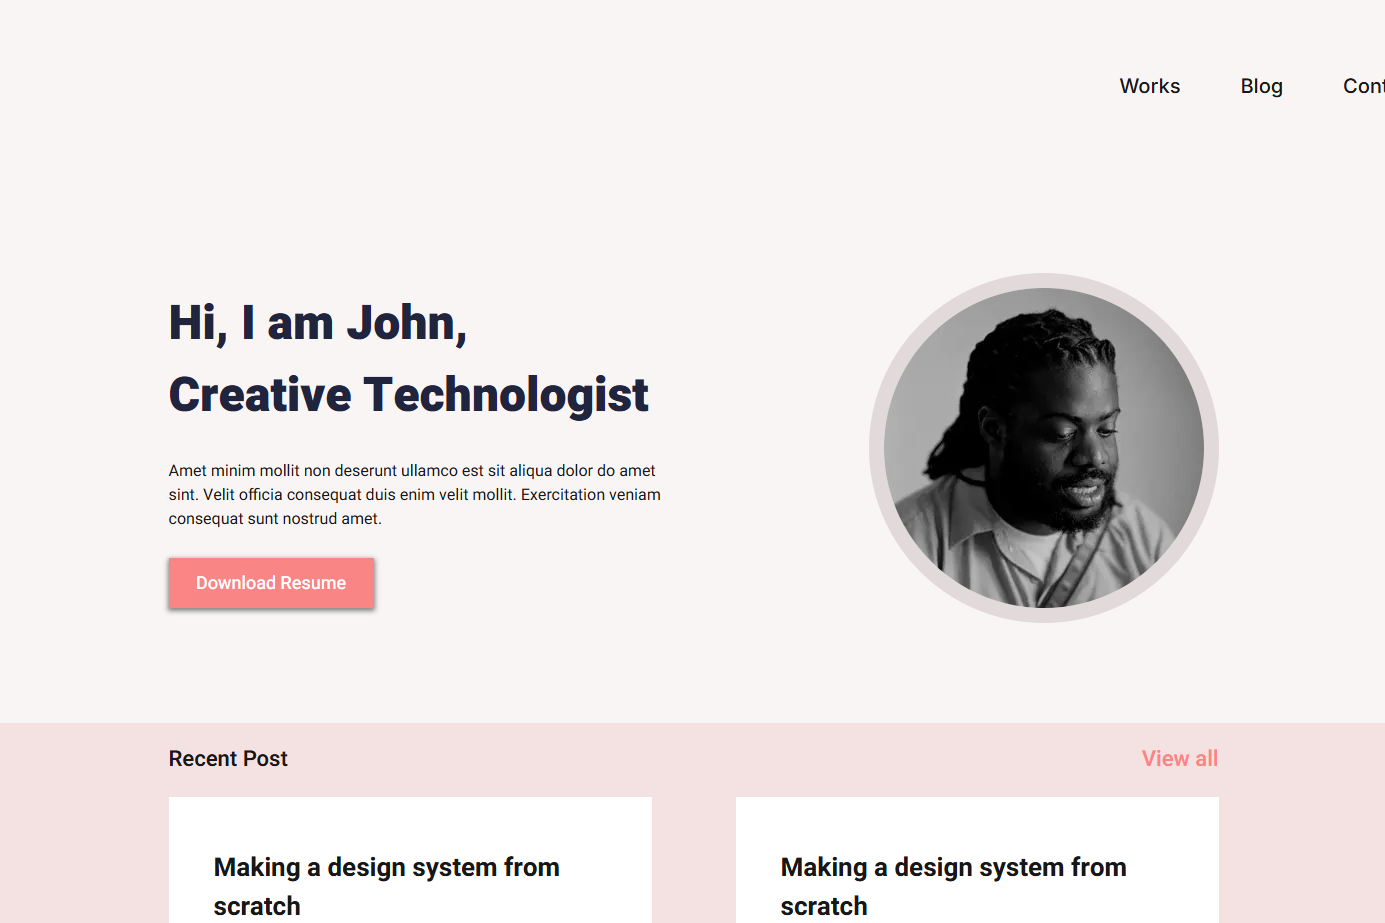 Works Blog Cont
Hi, I am John,
Creative Technologist
Amet minim mollit non deserunt ullamco est sit aliqua dolor do amet
sint. Velit officia consequat duis enim velit mollit. Exercitation veniam
consequat sunt nostrud amet.
Download Resume
Recent Post
View all
Making a design system from
scratch
Making a design system from
scratch